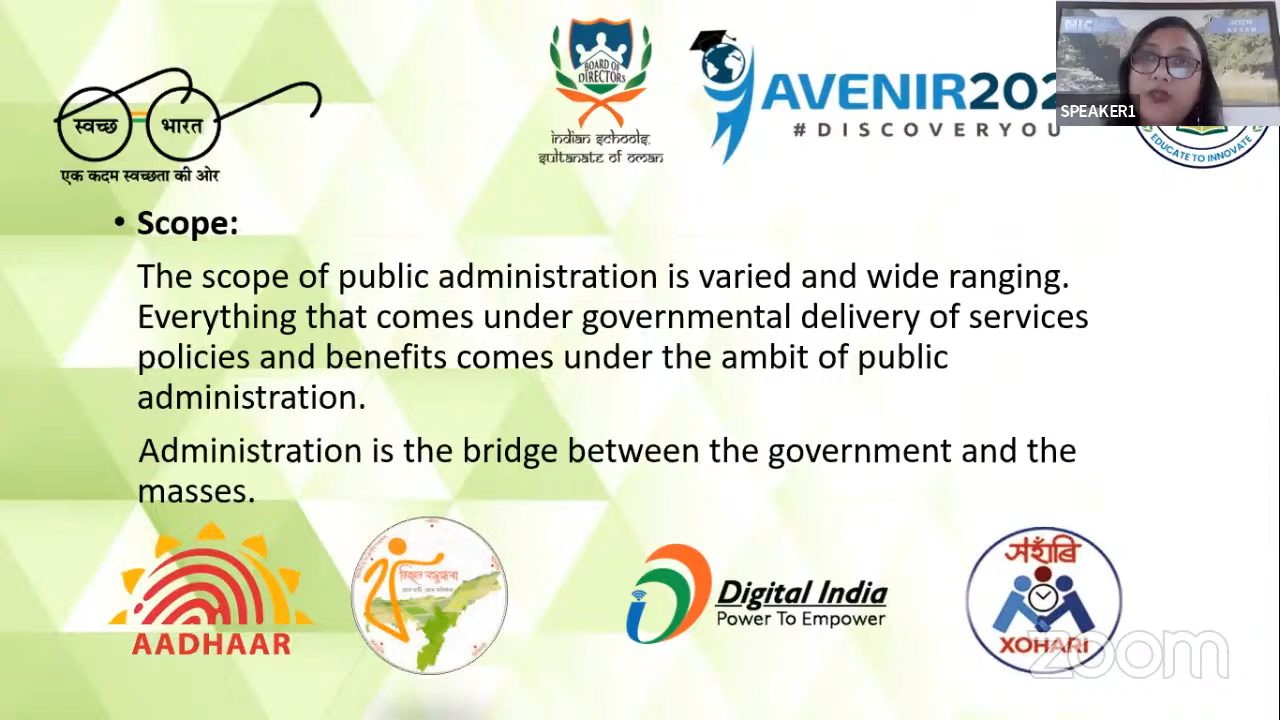 स्वच्छ भारत
एक कदम स्वच्छता की ओर
BOARD OF
DIRECTORS
indian schools,
sultanate of oman
AVENIR202
#DISCOVERYOU
NIC
ASSAM
SPEAKER1
EDUCATE TO INNOVATE
• Scope:
The scope of public administration is varied and wide ranging.
Everything that comes under governmental delivery of services
policies and benefits comes under the ambit of public
administration.
Administration is the bridge between the government and the
masses.
AADHAAR
Digital India
Power To Empower
সহাঁৰি
XOHARI
zoom